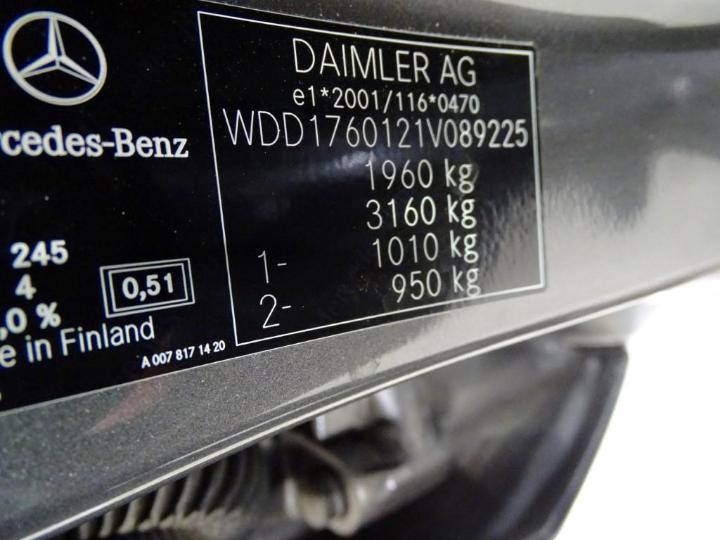 rcedes-Benz
245
4
,0 %
0,51
e in Finland
A 007 817 14 20
DAIMLER AG
e1*2001/116*0470
WDD1760121V089225
1960 kg
3160 kg
1- 1010 kg
2- 950 kg